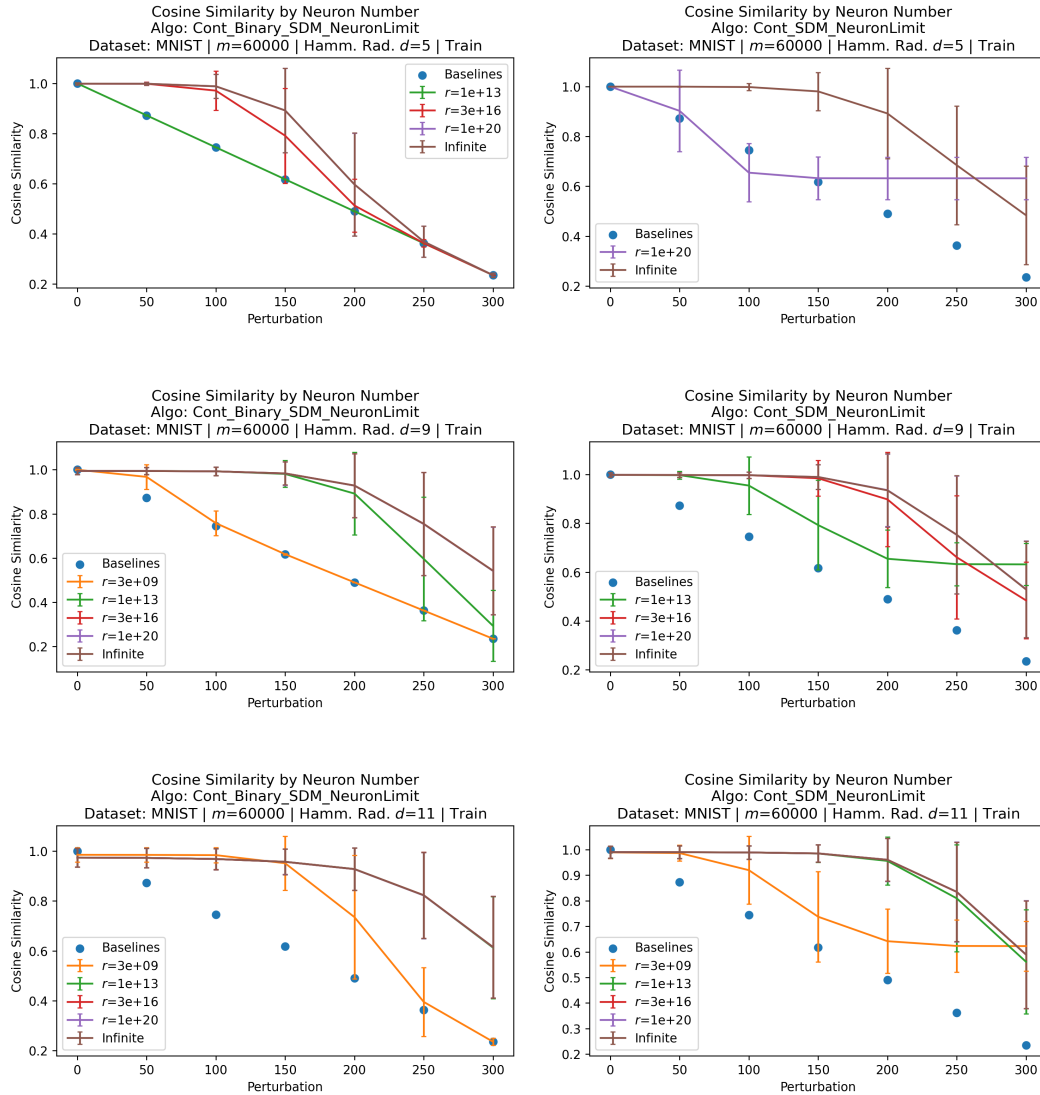 Cosine Similarity by Neuron Number
Algo: Cont_Binary_SDM_NeuronLimit
Dataset: MNIST | m=60000 | Hamm. Rad. d=5 | Train
Cosine Similarity
1.0
0.8
0.6
0.4
0.2
Baselines
r=1e+13
r=3e+16
r=1e+20
Infinite
0 50 100 150 200 250 300
Perturbation
Cosine Similarity by Neuron Number
Algo: Cont_SDM_NeuronLimit
Dataset: MNIST | m=60000 | Hamm. Rad. d=5 | Train
Cosine Similarity
1.0
0.8
0.6
0.4
0.2
Baselines
r=1e+20
Infinite
0 50 100 150 200 250 300
Perturbation
Cosine Similarity by Neuron Number
Algo: Cont_Binary_SDM_NeuronLimit
Dataset: MNIST | m=60000 | Hamm. Rad. d=9 | Train
Cosine Similarity
1.0
0.8
0.6
0.4
0.2
Baselines
r=3e+09
r=1e+13
r=3e+16
r=1e+20
Infinite
0 50 100 150 200 250 300
Perturbation
Cosine Similarity by Neuron Number
Algo: Cont_SDM_NeuronLimit
Dataset: MNIST | m=60000 | Hamm. Rad. d=9 | Train
Cosine Similarity
1.0
0.8
0.6
0.4
0.2
Baselines
r=1e+13
r=3e+16
r=1e+20
Infinite
0 50 100 150 200 250 300
Perturbation
Cosine Similarity by Neuron Number
Algo: Cont_Binary_SDM_NeuronLimit
Dataset: MNIST | m=60000 | Hamm. Rad. d=11 | Train
Cosine Similarity
1.0
0.8
0.6
0.4
0.2
Baselines
r=3e+09
r=1e+13
r=3e+16
r=1e+20
Infinite
0 50 100 150 200 250 300
Perturbation
Cosine Similarity by Neuron Number
Algo: Cont_SDM_NeuronLimit
Dataset: MNIST | m=60000 | Hamm. Rad. d=11 | Train
Cosine Similarity
1.0
0.9
0.8
0.7
0.6
0.5
0.4
0.3
0.2
Baselines
r=3e+09
r=1e+13
r=3e+16
r=1e+20
Infinite
0 50 100 150 200 250 300
Perturbation